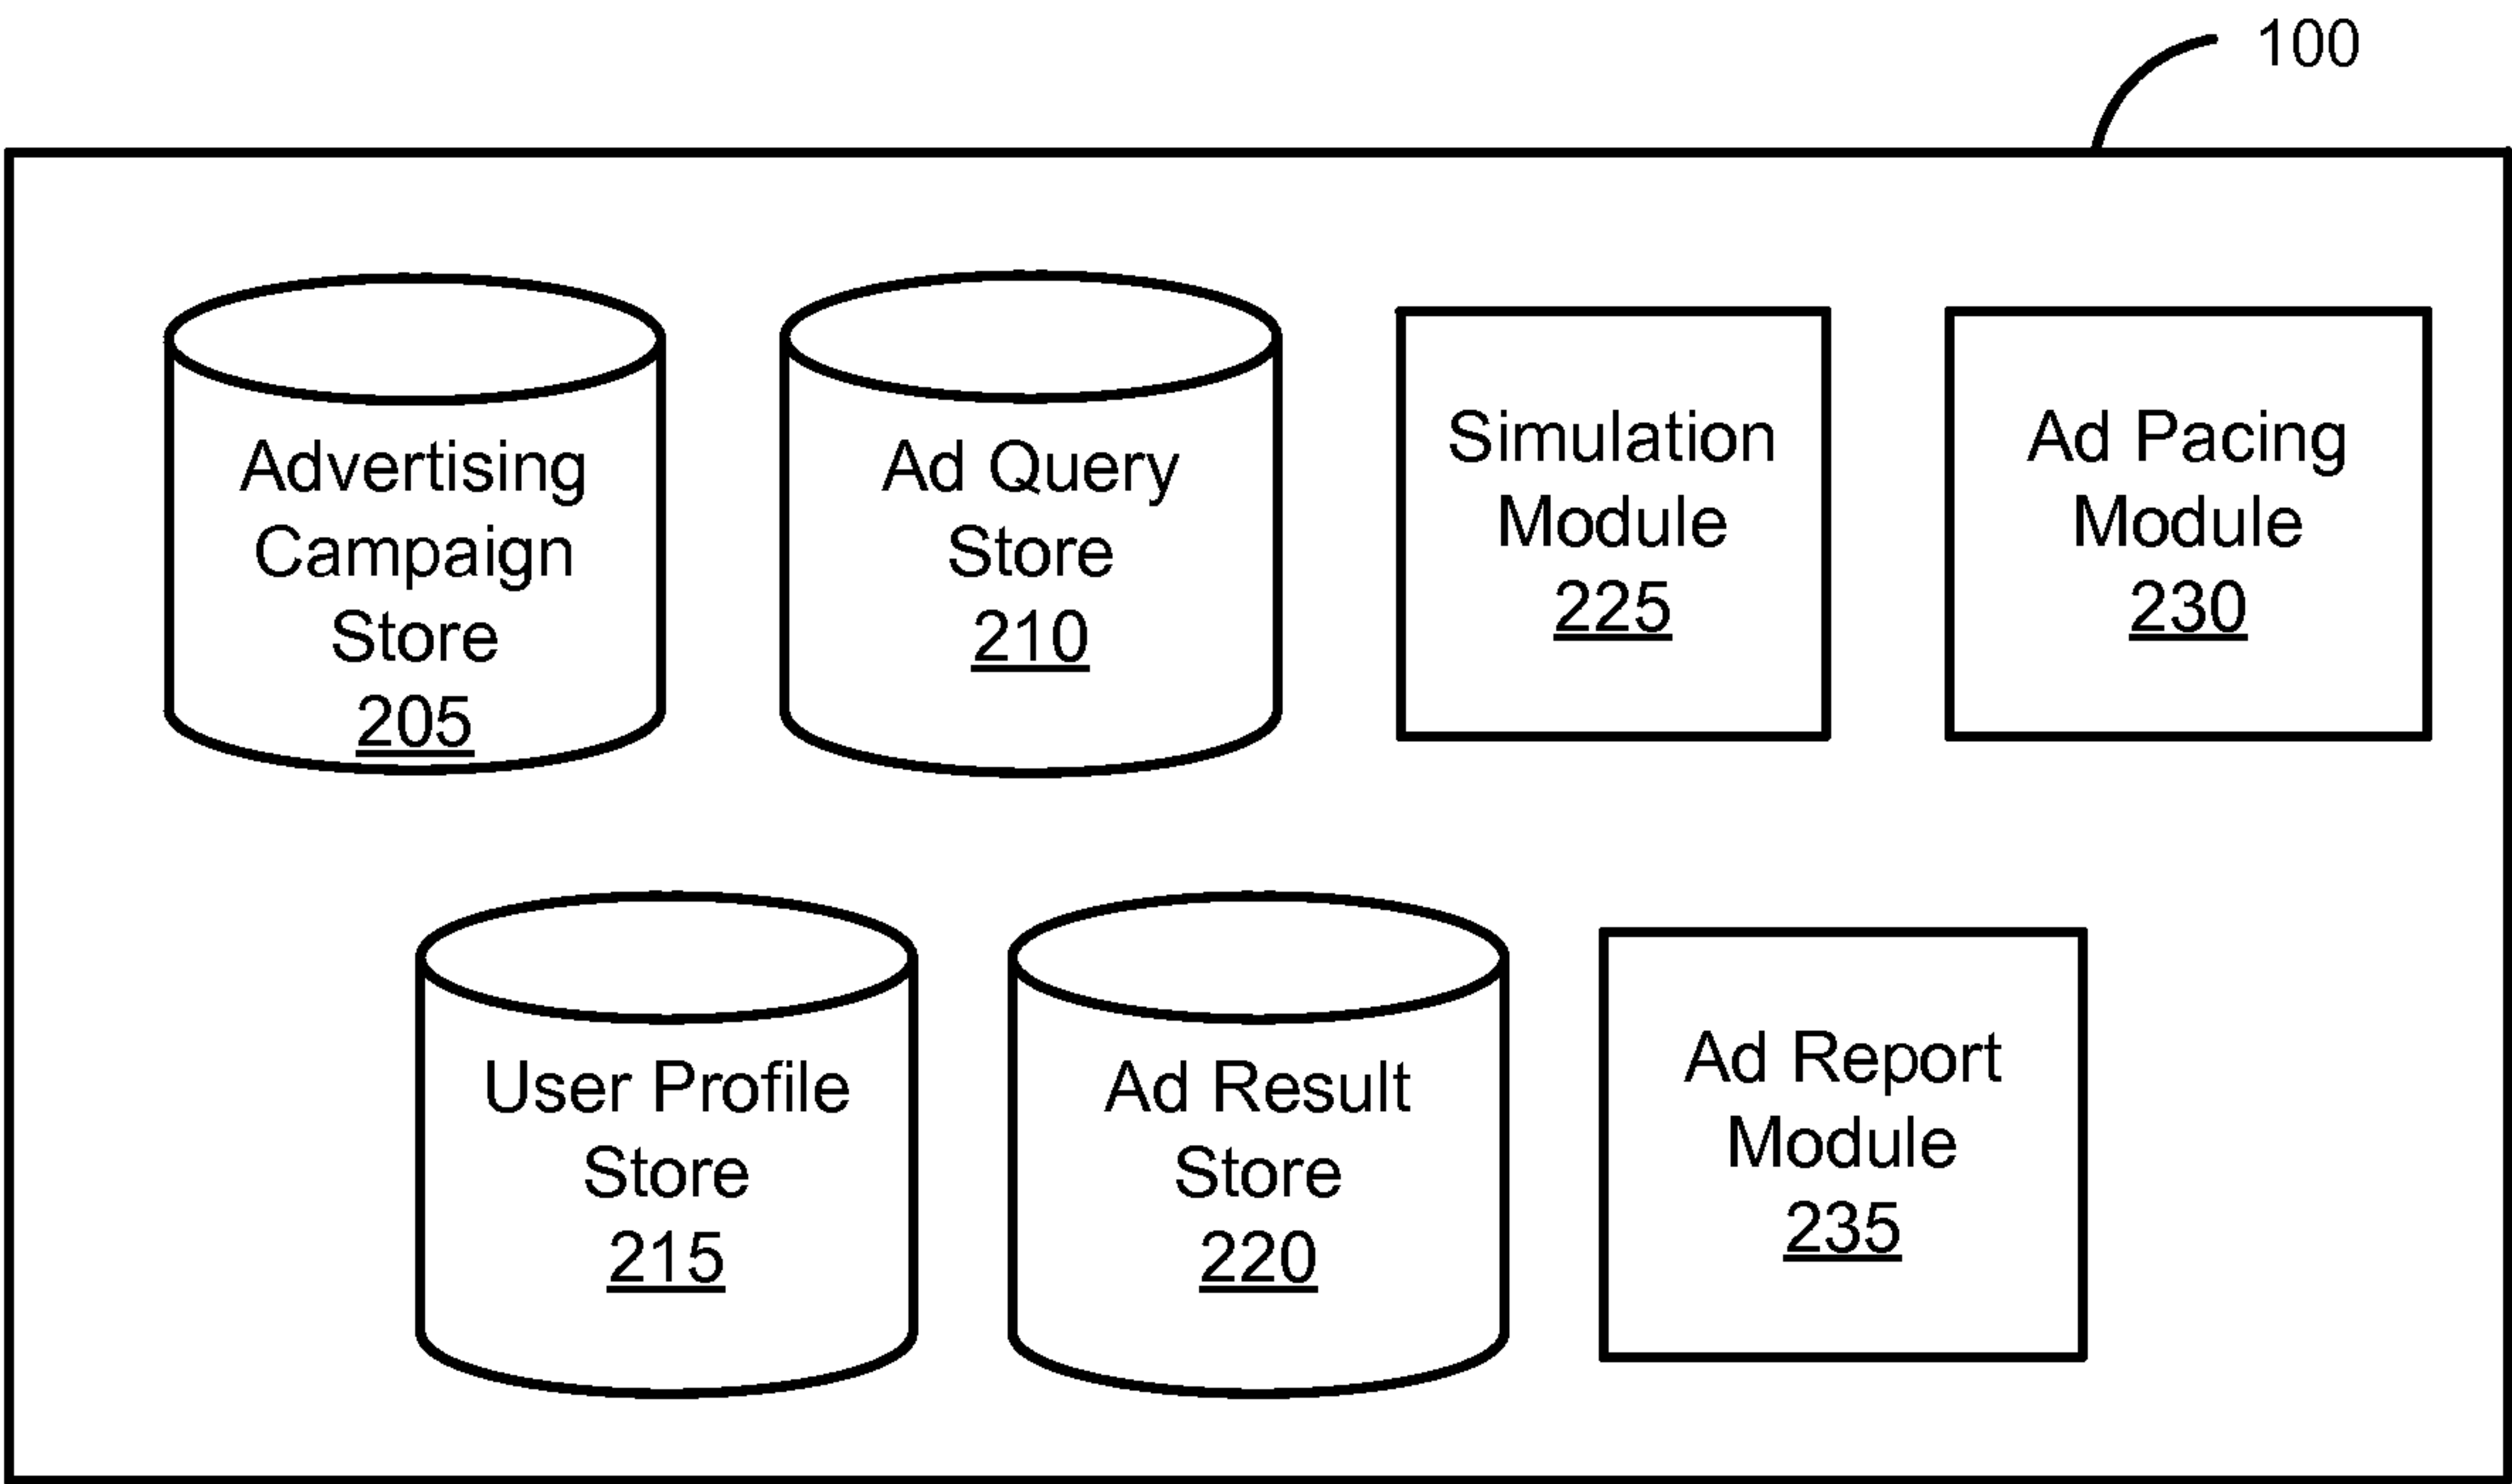 100
Advertising
Campaign
Store
205
Ad Query
Store
210
Simulation
Module
225
Ad Pacing
Module
230
User Profile
Store
215
Ad Result
Store
220
Ad Report
Module
235